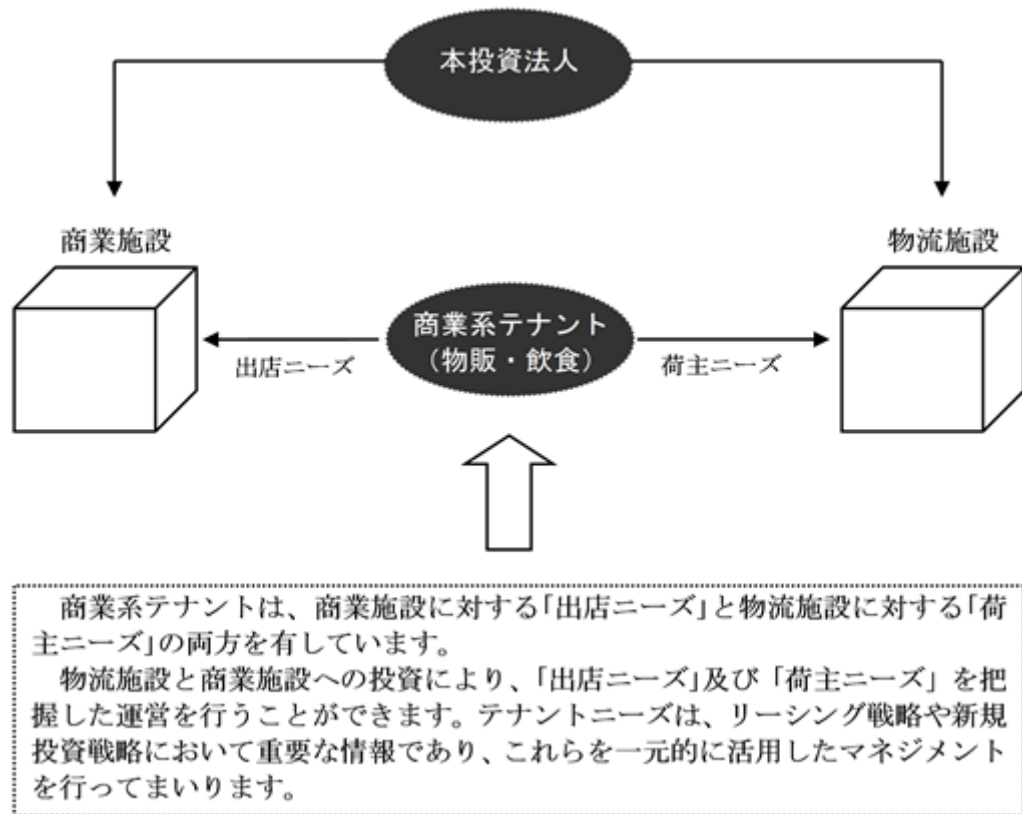 本投資法人
商業施設
物流施設
商業系テナント
（物販・飲食）
出店ニーズ
荷主ニーズ
　商業系テナントは、商業施設に対する｢出店ニーズ｣と物流施設に対する｢荷
主ニーズ｣の両方を有しています。
　物流施設と商業施設への投資により、｢出店ニーズ｣及び「荷主ニーズ」を把
握した運営を行うことができます。テナントニーズは、リーシング戦略や新規
投資戦略において重要な情報であり、これらを一元的に活用したマネジメント
を行ってまいります。